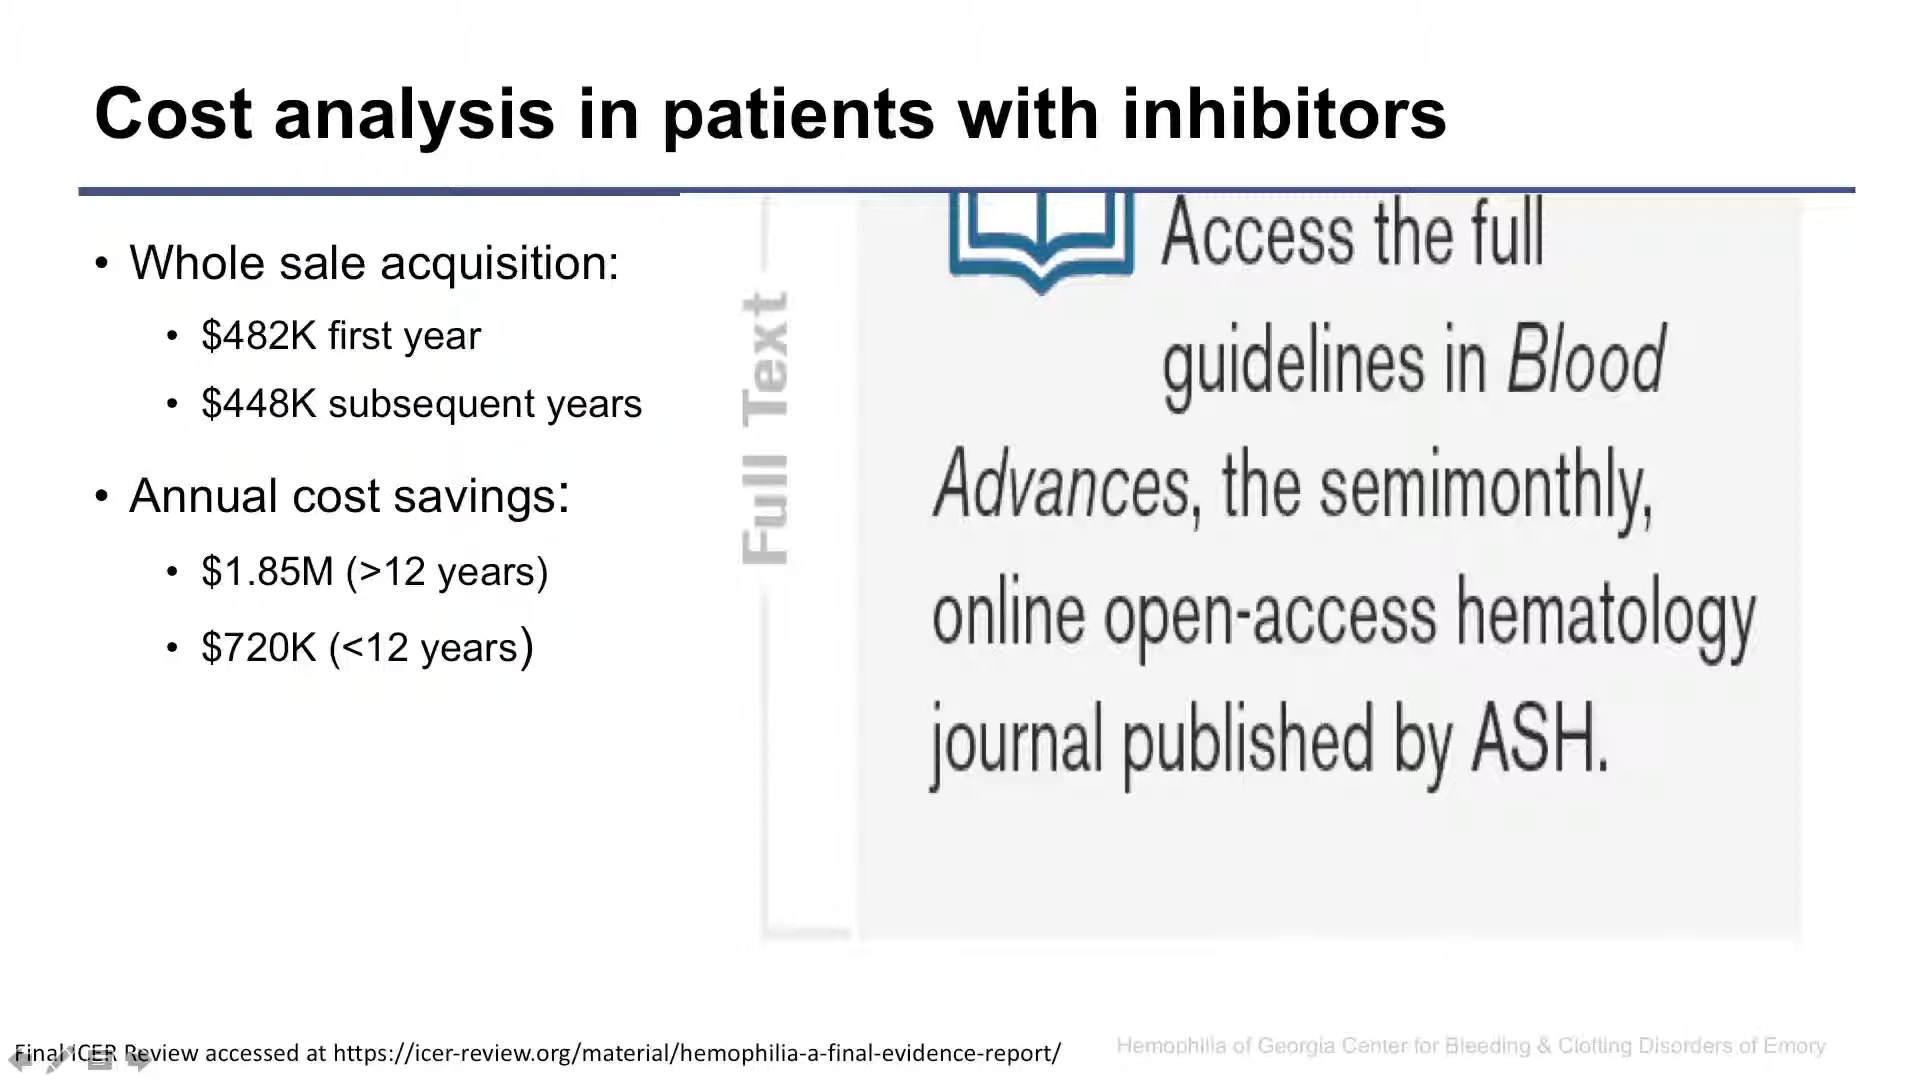 Cost analysis in patients with inhibitors
• Whole sale acquisition:
• $482K first year
• $448K subsequent years
• Annual cost savings:
• $1.85M (>12 years)
• $720K (<12 years)
Full Text
Access the full
guidelines in Blood
Advances, the semimonthly,
online open-access hematology
journal published by ASH.
Final ICER Review accessed at https://icer-review.org/material/hemophilia-a-final-evidence-report/
Hemophilia of Georgia Center for Bleeding & Clotting Disorders of Emory